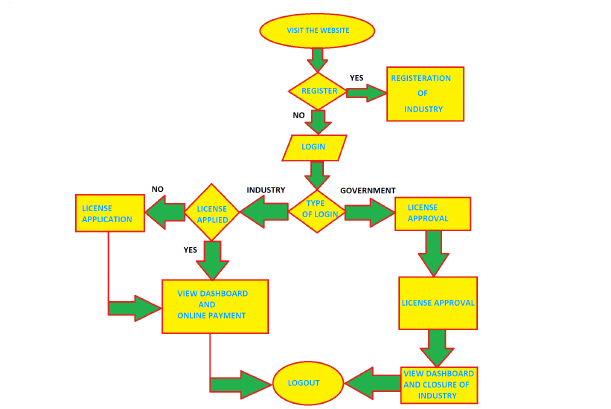 VISIT THE WEBSITE
REGISTER
YES
REGISTERATION
OF
INDUSTRY
NO
LOGIN
TYPE
OF LOGIN
INDUSTRY
GOVERNMENT
LICENSE
APPLIED
NO
LICENSE
APPLICATION
LICENSE
APPROVAL
YES
VIEW DASHBOARD
AND
ONLINE PAYMENT
LICENSE APPROVAL
VIEW DASHBOARD
AND CLOSURE OF
INDUSTRY
LOGOUT